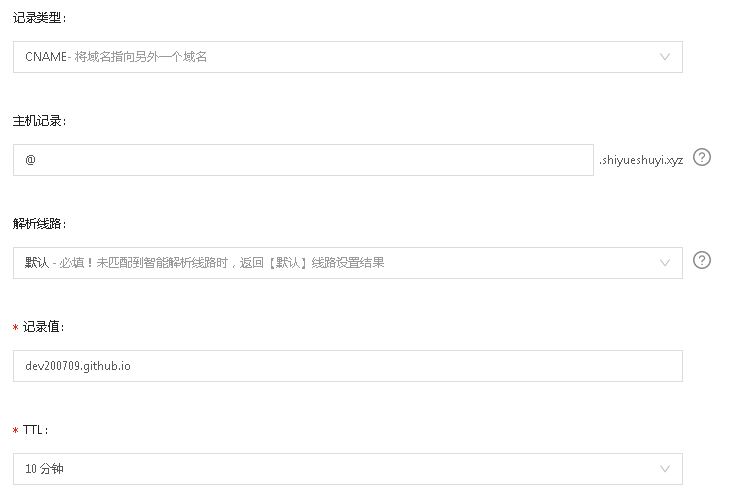 记录类型：
CNAME- 将域名指向另外一个域名
主机记录：
@ .shiyueshuyi.xyz ?
解析线路：
默认 - 必填！未匹配到智能解析线路时，返回【默认】线路设置结果 ?
* 记录值：
dev200709.github.io
* TTL：
10 分钟